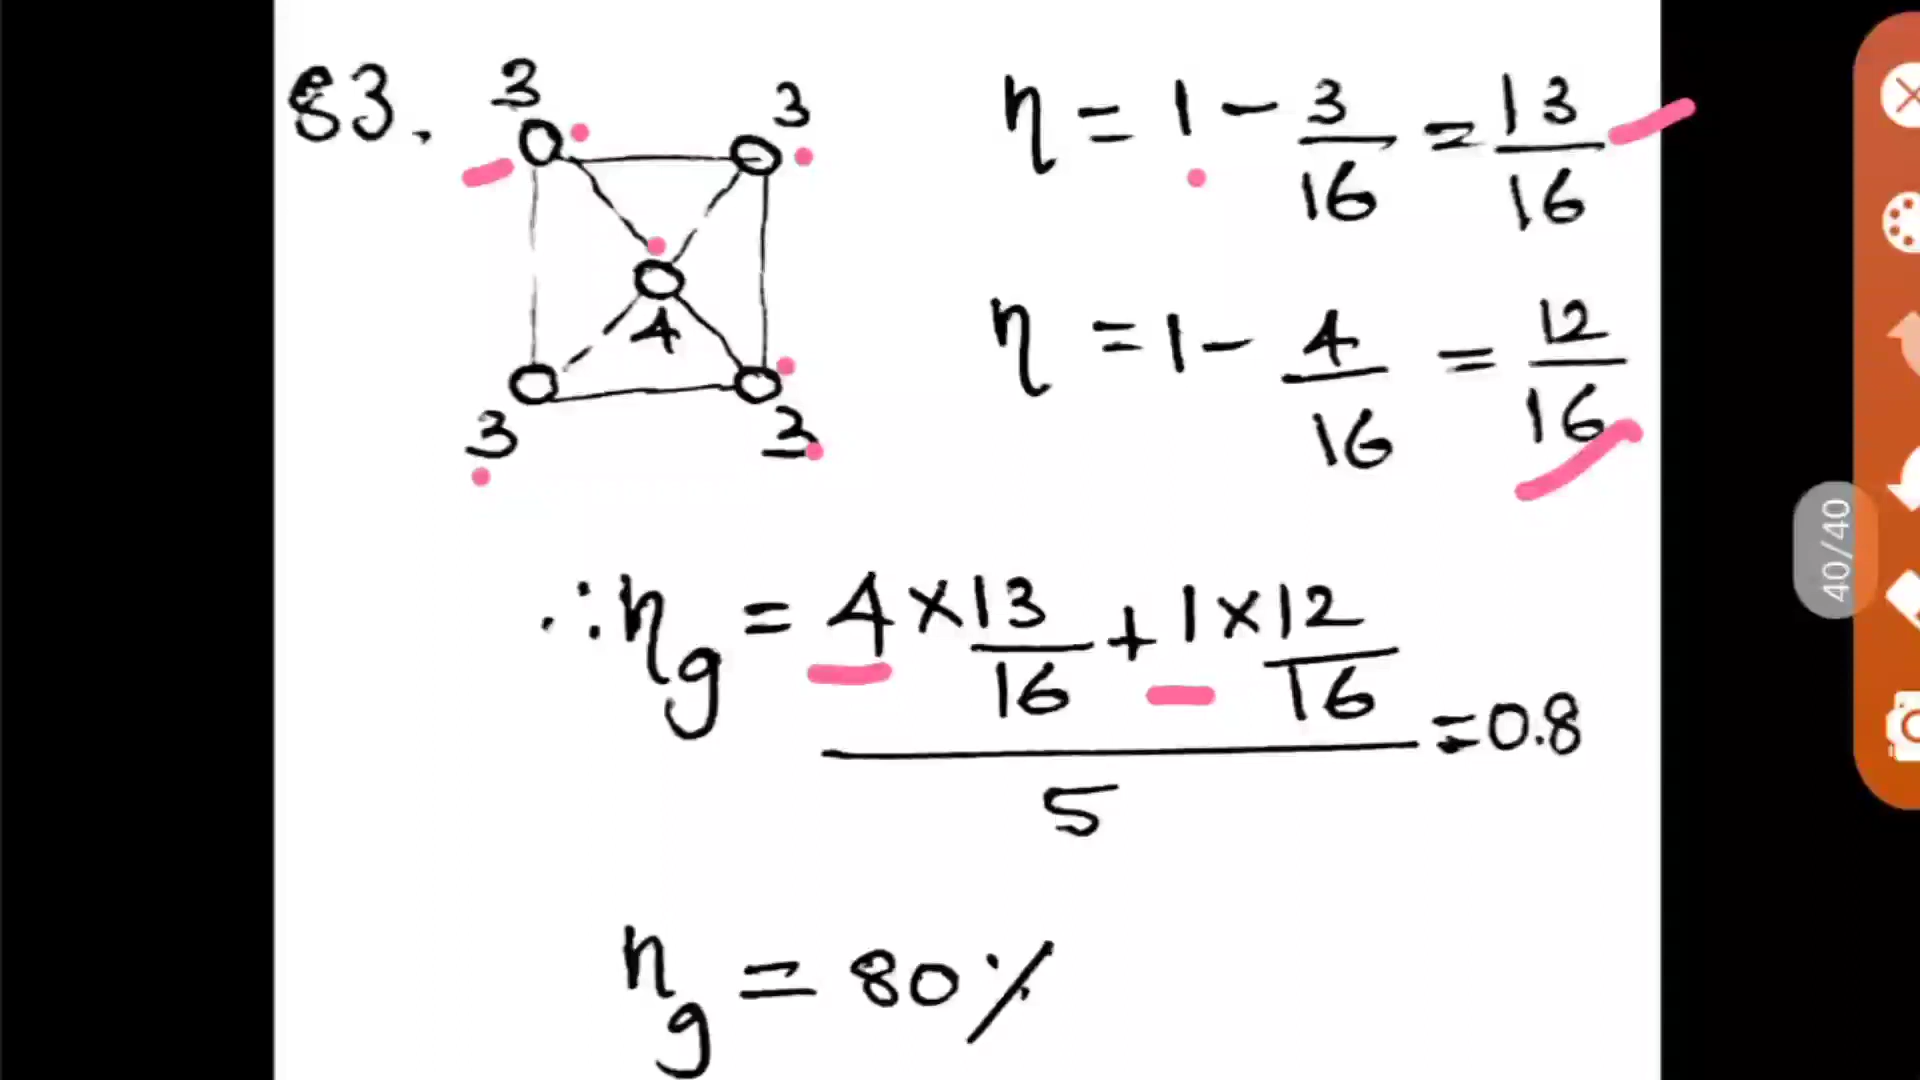 83.
3
3
4
3
3
η = 1 - 3/16 = 13/16
η = 1 - 4/16 = 12/16
∴ ηg = (4 × 13/16 + 1 × 12/16) / 5 = 0.8
ηg = 80%
40/40